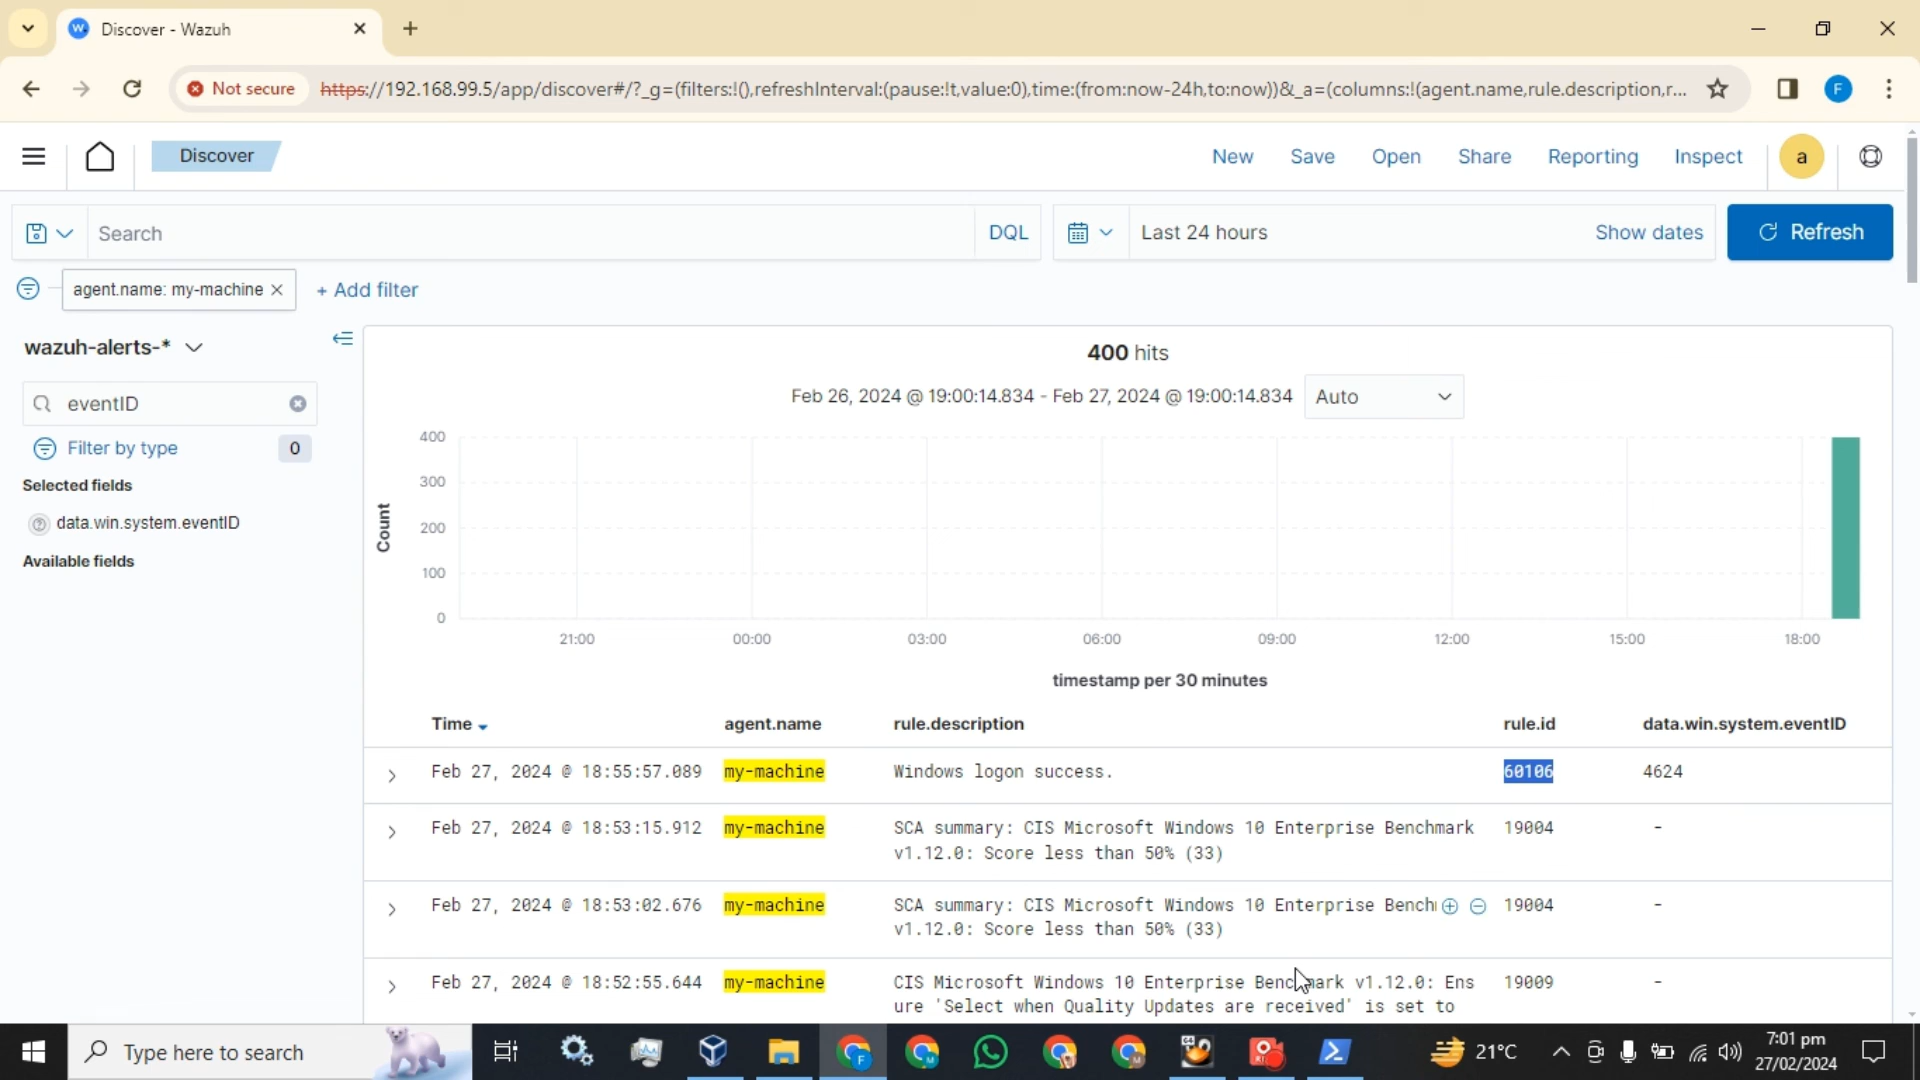 Discover - Wazuh
Not secure https://192.168.99.5/app/discover#/?_g=(filters:!(),refreshInterval:(pause:!t,value:0),time:(from:now-24h,to:now))&_a=(columns:!(agent.name,rule.description,r...
F
Discover New Save Open Share Reporting Inspect a
Search DQL Last 24 hours Show dates Refresh
agent.name: my-machine + Add filter
wazuh-alerts-*
eventID
Filter by type 0
Selected fields
data.win.system.eventID
Available fields
400 hits
Feb 26, 2024 @ 19:00:14.834 - Feb 27, 2024 @ 19:00:14.834 Auto
400
300
200
100
0
Count
21:00 00:00 03:00 06:00 09:00 12:00 15:00 18:00
timestamp per 30 minutes
Time agent.name rule.description rule.id data.win.system.eventID
Feb 27, 2024 @ 18:55:57.089 my-machine Windows logon success. 60106 4624
Feb 27, 2024 @ 18:53:15.912 my-machine SCA summary: CIS Microsoft Windows 10 Enterprise Benchmark 19004 -
v1.12.0: Score less than 50% (33)
Feb 27, 2024 @ 18:53:02.676 my-machine SCA summary: CIS Microsoft Windows 10 Enterprise Benchm 19004 -
v1.12.0: Score less than 50% (33)
Feb 27, 2024 @ 18:52:55.644 my-machine CIS Microsoft Windows 10 Enterprise Benchmark v1.12.0: Ens 19009 -
ure 'Select when Quality Updates are received' is set to
Type here to search 21°C 7:01 pm
27/02/2024